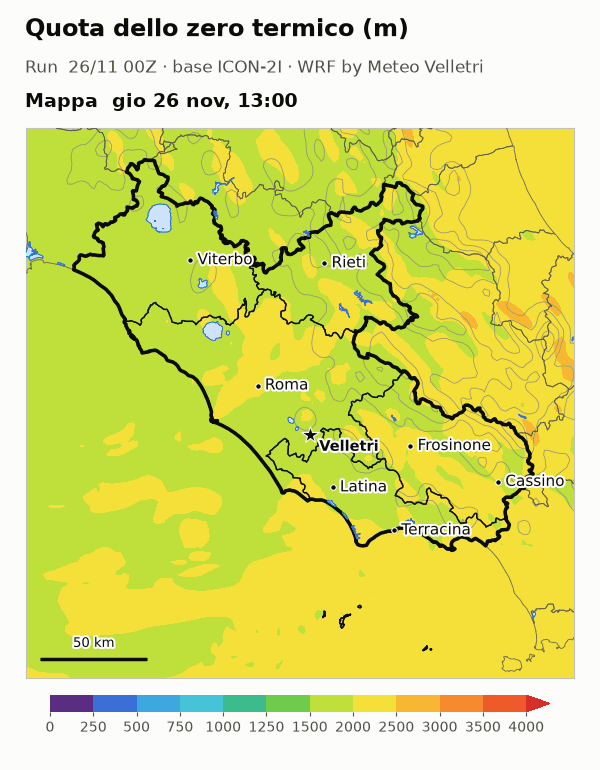 Quota dello zero termico (m)
Run  26/11 00Z · base ICON-2I · WRF by Meteo Velletri
Mappa  gio 26 nov, 13:00
Viterbo
Rieti
Roma
Velletri
Frosinone
Cassino
Latina
Terracina
50 km
0 250 500 750 1000 1250 1500 2000 2500 3000 3500 4000